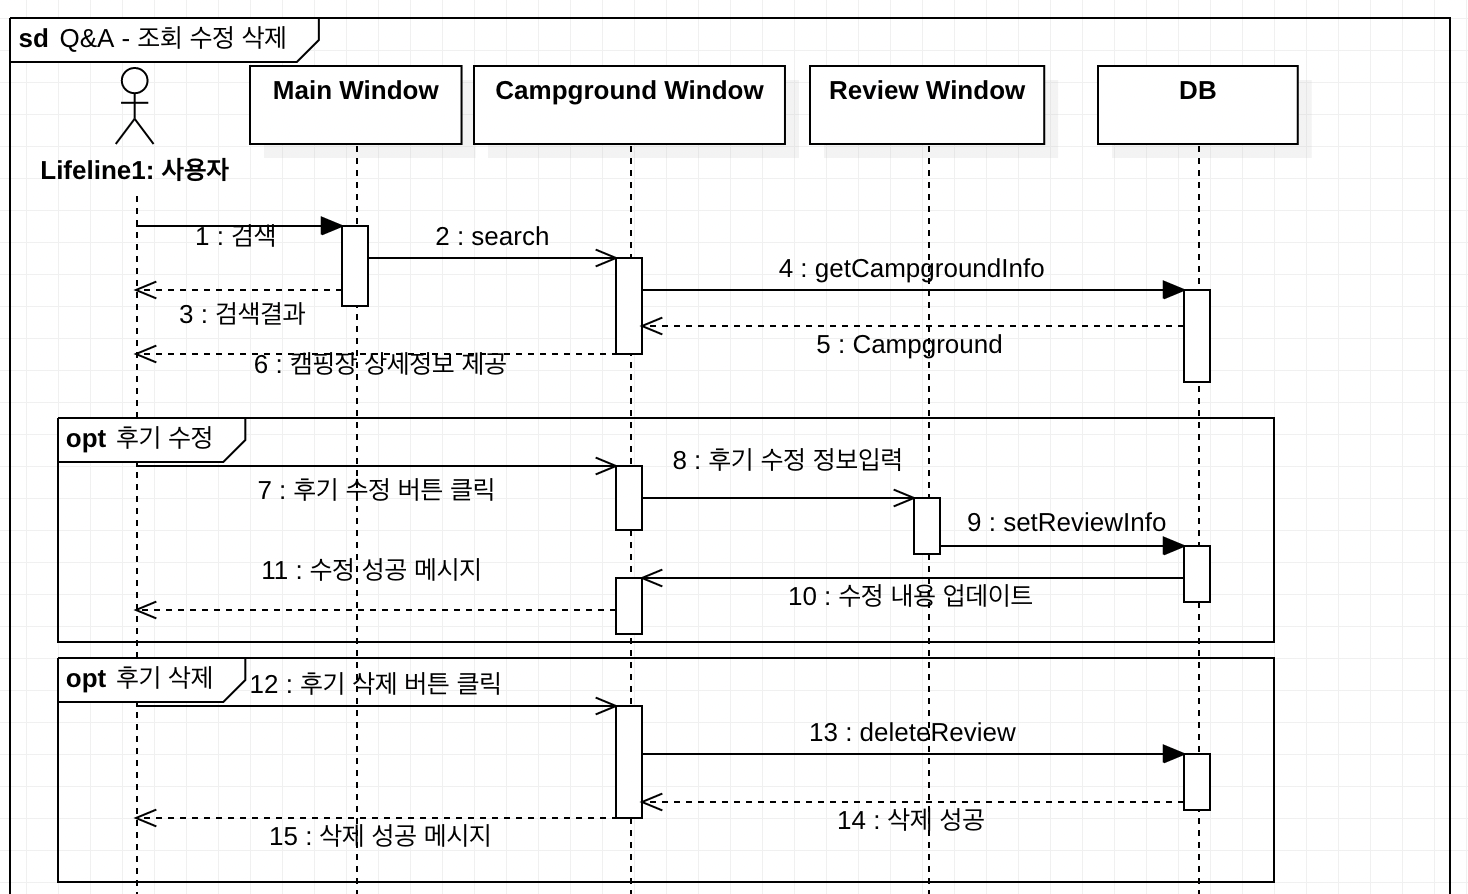 sd Q&A - 조회 수정 삭제
Main Window
Campground Window
Review Window
DB
Lifeline1: 사용자
1 : 검색
2 : search
4 : getCampgroundInfo
3 : 검색결과
5 : Campground
6 : 캠핑장 상세정보 제공
opt 후기 수정
8 : 후기 수정 정보입력
7 : 후기 수정 버튼 클릭
9 : setReviewInfo
11 : 수정 성공 메시지
10 : 수정 내용 업데이트
opt 후기 삭제
12 : 후기 삭제 버튼 클릭
13 : deleteReview
14 : 삭제 성공
15 : 삭제 성공 메시지